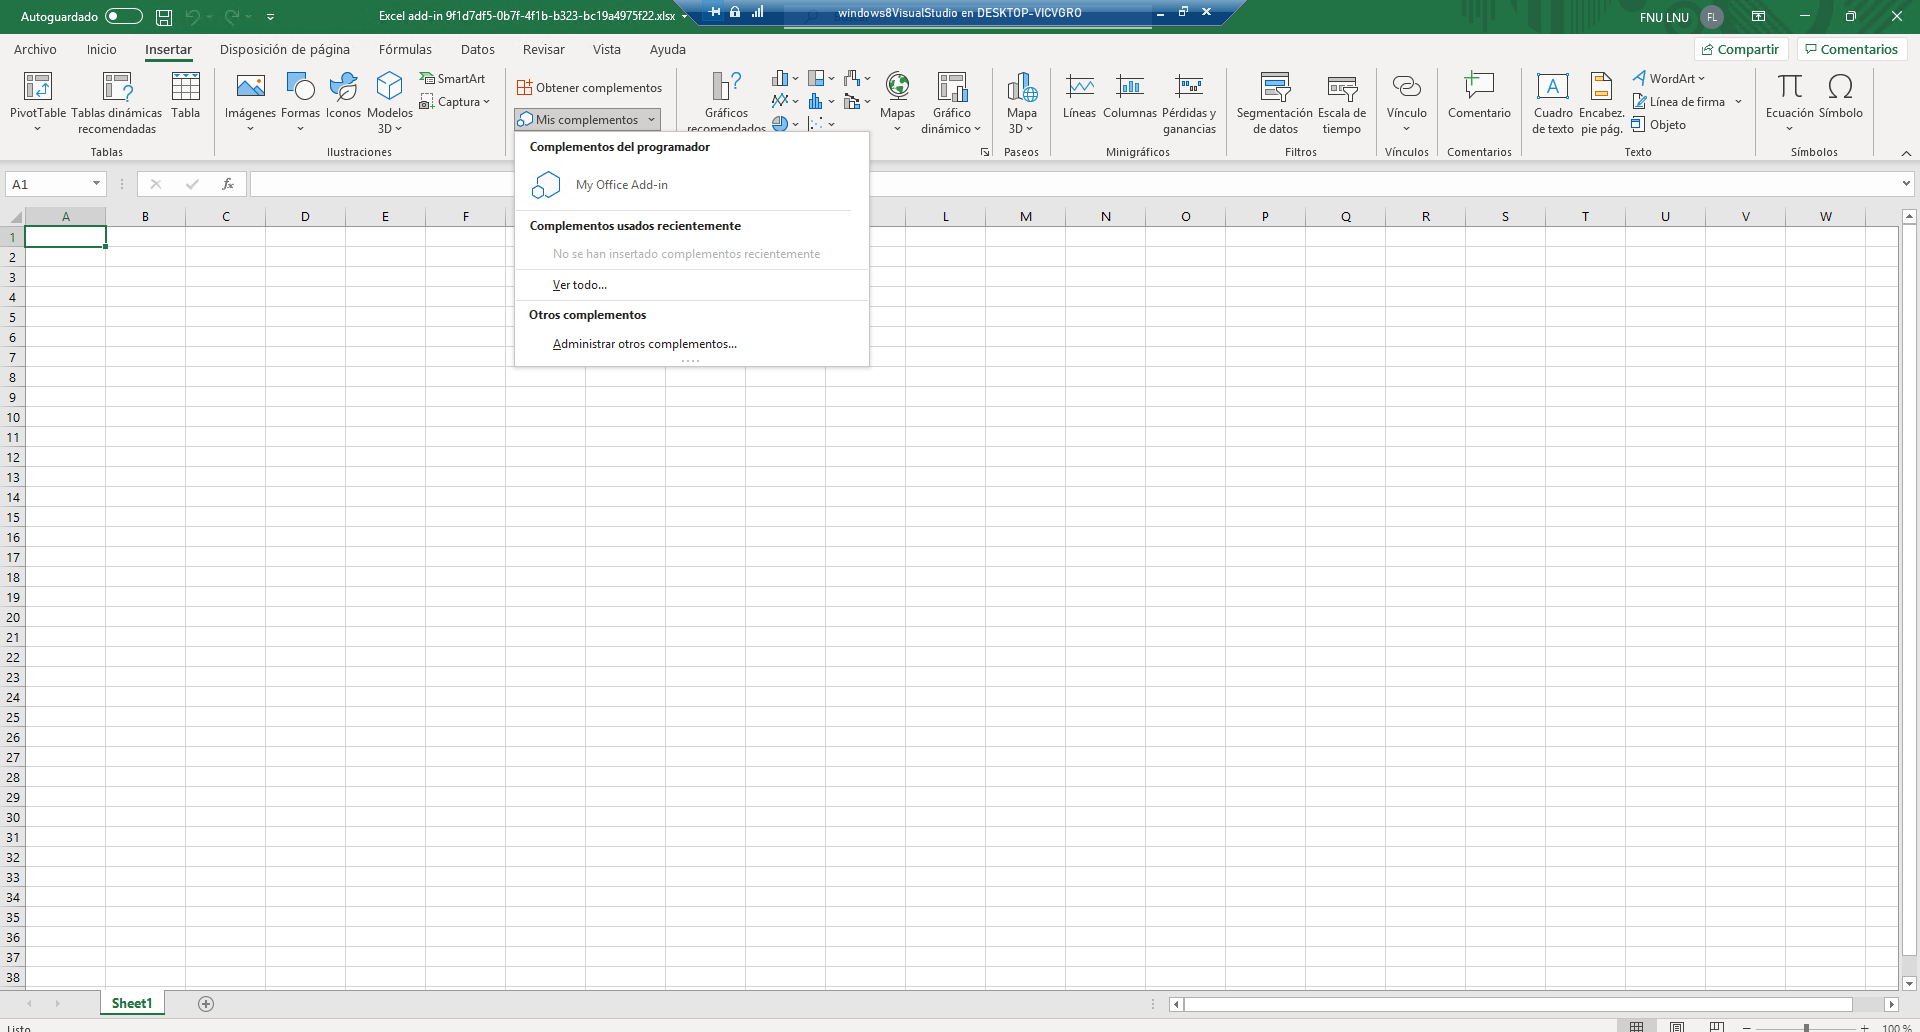 Autoguardado
Excel add-in 9f1d7df5-0b7f-4f1b-b323-bc19a4975f22.xlsx
windows8VisualStudio en DESKTOP-VICVGRO
FNU LNU FL
Archivo Inicio Insertar Disposición de página Fórmulas Datos Revisar Vista Ayuda
Compartir Comentarios
PivotTable
Tablas dinámicas
recomendadas
Tabla
Tablas
Imágenes
Formas
Iconos
Modelos
3D
SmartArt
Captura
Ilustraciones
Obtener complementos
Mis complementos
Gráficos
recomendados
Mapas
Gráfico
dinámico
Mapa
3D
Paseos
Líneas
Columnas
Pérdidas y
ganancias
Minigráficos
Segmentación
de datos
Escala de
tiempo
Filtros
Vínculo
Vínculos
Comentario
Comentarios
Cuadro
de texto
Encabez.
pie pág.
WordArt
Línea de firma
Objeto
Texto
Ecuación
Símbolo
Símbolos
Complementos del programador
My Office Add-in
Complementos usados recientemente
No se han insertado complementos recientemente
Ver todo...
Otros complementos
Administrar otros complementos...
A1
fx
A B C D E F L M N O P Q R S T U V W
1
2
3
4
5
6
7
8
9
10
11
12
13
14
15
16
17
18
19
20
21
22
23
24
25
26
27
28
29
30
31
32
33
34
35
36
37
38
Sheet1
Listo
100 %